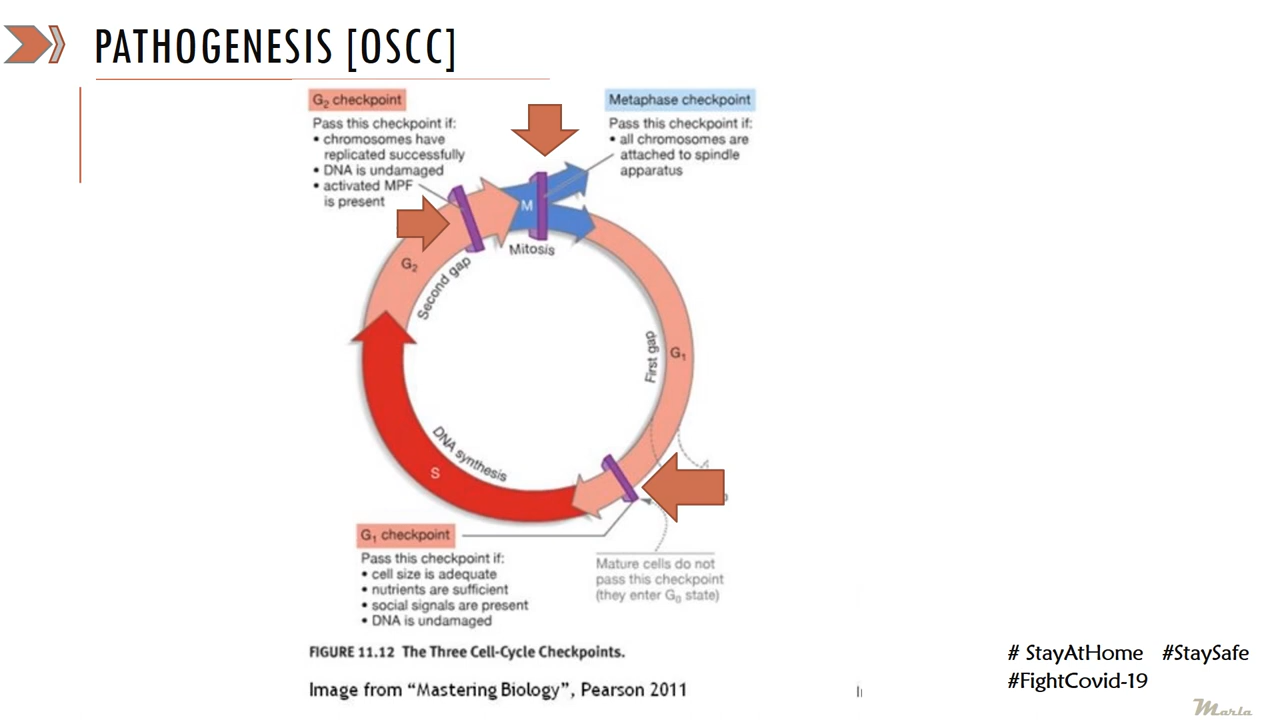 PATHOGENESIS [OSCC]
G₂ checkpoint
Pass this checkpoint if:
• chromosomes have
replicated successfully
• DNA is undamaged
• activated MPF
is present
Metaphase checkpoint
Pass this checkpoint if:
• all chromosomes are
attached to spindle
apparatus
M
Mitosis
G₂
Second gap
First gap
G₁
DNA synthesis
S
G₁ checkpoint
Pass this checkpoint if:
• cell size is adequate
• nutrients are sufficient
• social signals are present
• DNA is undamaged
Mature cells do not
pass this checkpoint
(they enter G₀ state)
FIGURE 11.12 The Three Cell-Cycle Checkpoints.
Image from “Mastering Biology”, Pearson 2011
# StayAtHome #StaySafe
#FightCovid-19
Marla